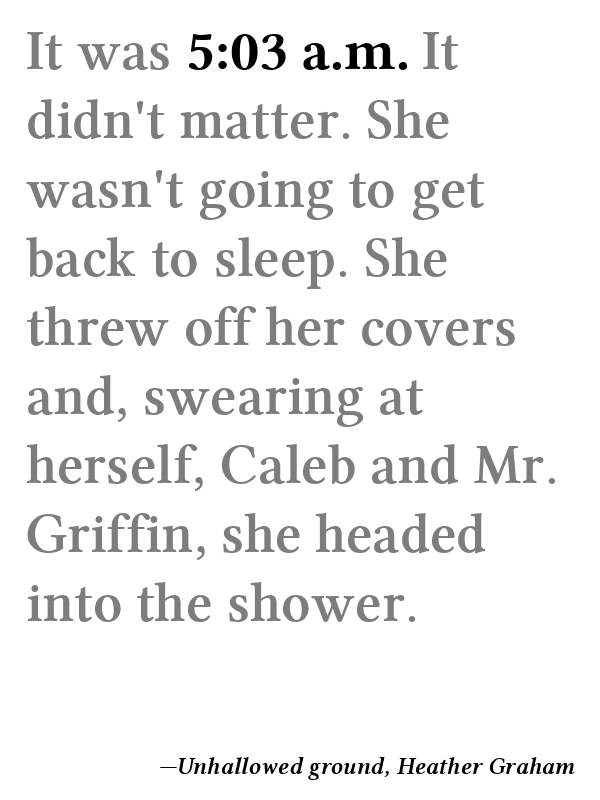 It was 5:03 a.m. It
didn't matter. She
wasn't going to get
back to sleep. She
threw off her covers
and, swearing at
herself, Caleb and Mr.
Griffin, she headed
into the shower.
—Unhallowed ground, Heather Graham